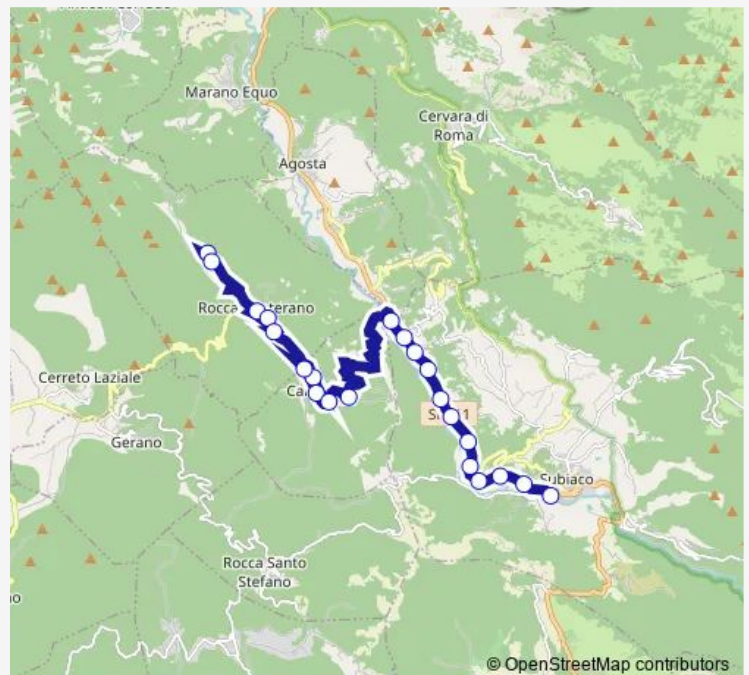 Marano Equo
Cervara di
Roma
Agosta
Cerreto Laziale
Gerano
Subiaco
Rocca Santo
Stefano
© OpenStreetMap contributors